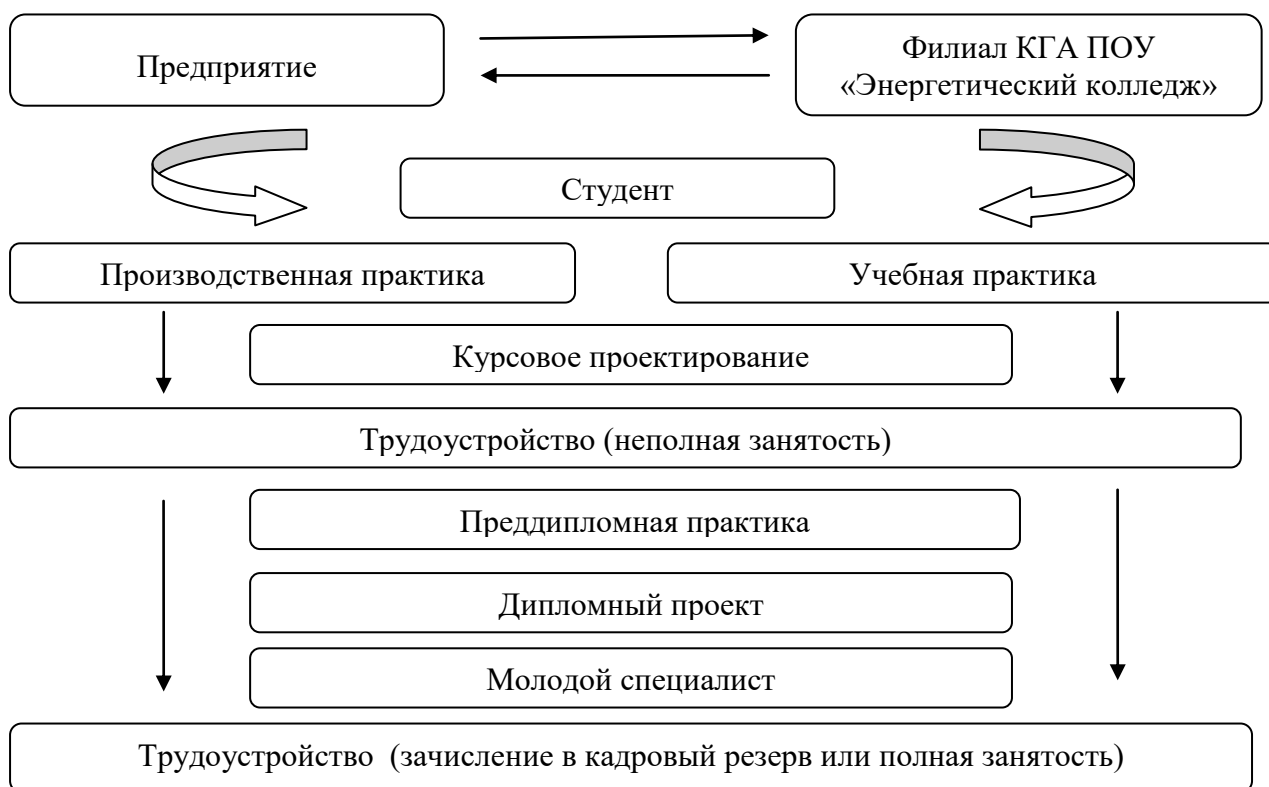 Предприятие
Филиал КГА ПОУ
«Энергетический колледж»
Студент
Производственная практика
Учебная практика
Курсовое проектирование
Трудоустройство (неполная занятость)
Преддипломная практика
Дипломный проект
Молодой специалист
Трудоустройство (зачисление в кадровый резерв или полная занятость)